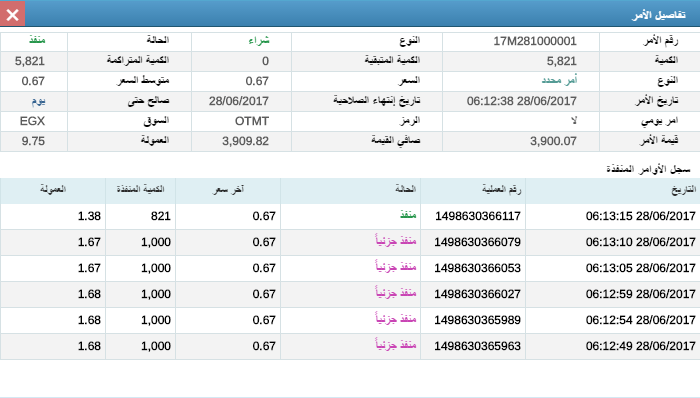 تفاصيل الأمر
رقم الأمر 17M281000001 النوع شراء الحالة منفذ
الكمية 5,821 الكمية المتبقية 0 الكمية المتراكمة 5,821
النوع أمر محدد السعر 0.67 متوسط السعر 0.67
تاريخ الأمر 28/06/2017 06:12:38 تاريخ إنتهاء الصلاحية 28/06/2017 صالح حتى يوم
امر يومي لا الرمز OTMT السوق EGX
قيمة الأمر 3,900.07 صافي القيمة 3,909.82 العمولة 9.75
سجل الأوامر المنفذة
التاريخ رقم العملية الحالة آخر سعر الكمية المنفذة العمولة
28/06/2017 06:13:15 1498630366117 منفذ 0.67 821 1.38
28/06/2017 06:13:10 1498630366079 منفذ جزئياً 0.67 1,000 1.67
28/06/2017 06:13:05 1498630366053 منفذ جزئياً 0.67 1,000 1.67
28/06/2017 06:12:59 1498630366027 منفذ جزئياً 0.67 1,000 1.68
28/06/2017 06:12:54 1498630365989 منفذ جزئياً 0.67 1,000 1.68
28/06/2017 06:12:49 1498630365963 منفذ جزئياً 0.67 1,000 1.68